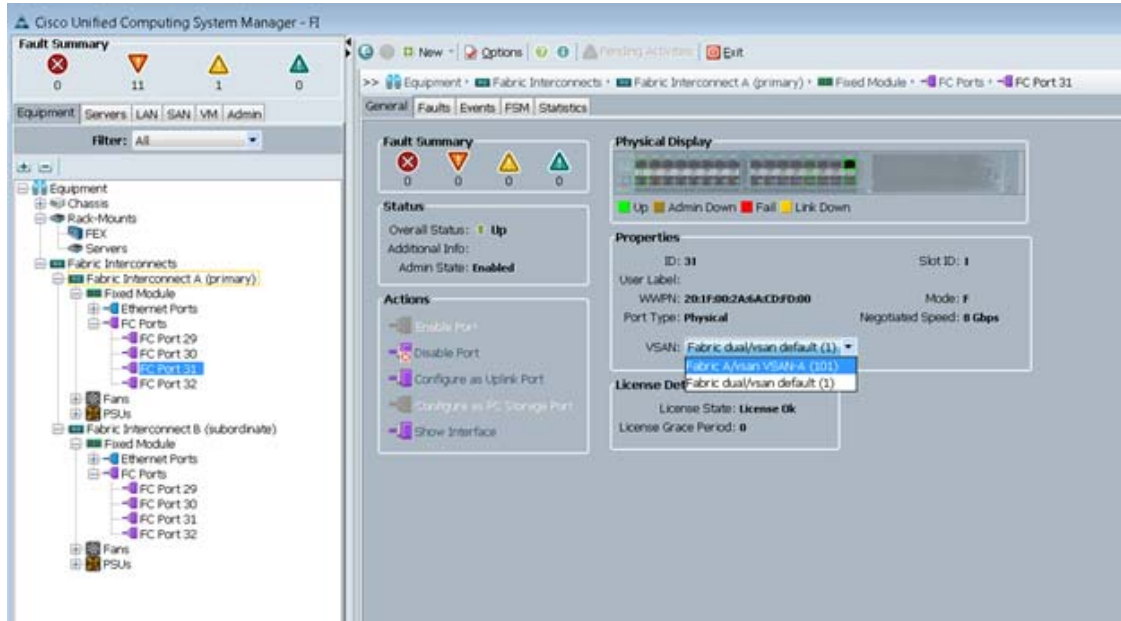 Cisco Unified Computing System Manager - FI
Fault Summary
0 11 1 0
New Options Pending Activities Exit
>> Equipment Fabric Interconnects Fabric Interconnect A (primary) Fixed Module FC Ports FC Port 31
Equipment Servers LAN SAN VM Admin
Filter: All
Equipment
Chassis
Rack-Mounts
FEX
Servers
Fabric Interconnects
Fabric Interconnect A (primary)
Fixed Module
Ethernet Ports
FC Ports
FC Port 29
FC Port 30
FC Port 31
FC Port 32
Fans
PSUs
Fabric Interconnect B (subordinate)
Fixed Module
Ethernet Ports
FC Ports
FC Port 29
FC Port 30
FC Port 31
FC Port 32
Fans
PSUs
General Faults Events FSM Statistics
Fault Summary
0 0 0 0
Status
Overall Status: Up
Additional Info:
Admin State: Enabled
Actions
Enable Port
Disable Port
Configure as Uplink Port
Configure as FC Storage Port
Show Interface
Physical Display
Up Admin Down Fail Link Down
Properties
ID: 31 Slot ID: 1
User Label:
WWPN: 20:1F:00:2A:6A:CD:FD:00 Mode: F
Port Type: Physical Negotiated Speed: 8 Gbps
VSAN: Fabric dual/vsan default (1)
Fabric A/vsan VSAN-A (101)
Fabric dual/vsan default (1)
License Det
License State: License Ok
License Grace Period: 0